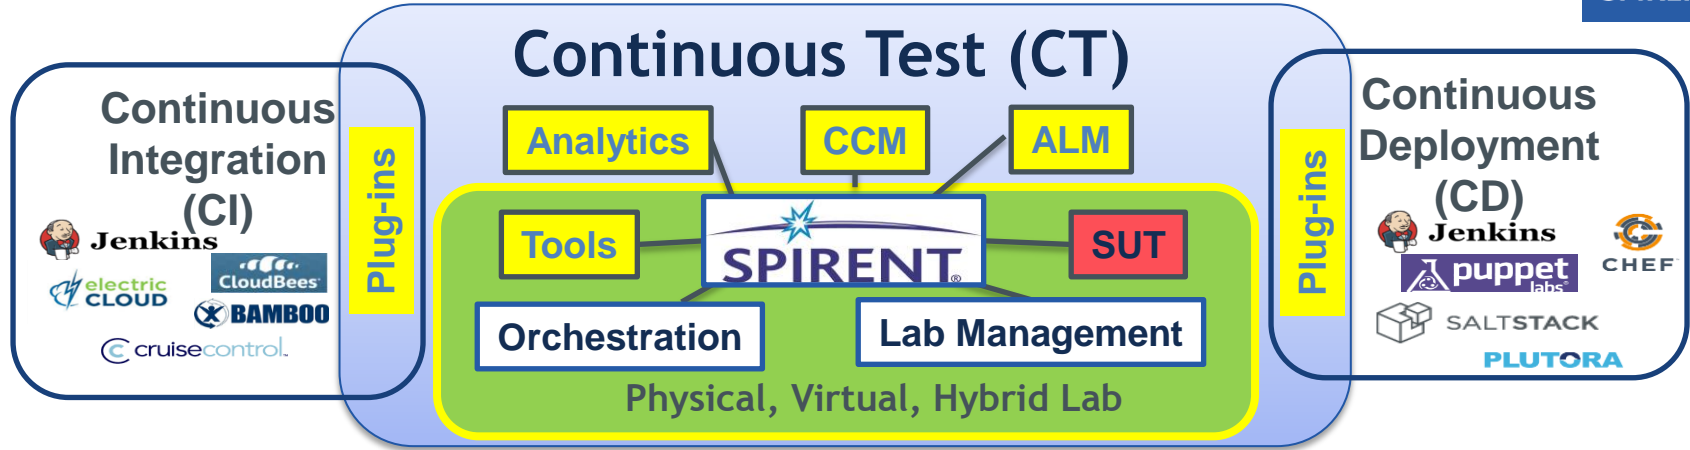 Continuous Test (CT)
Continuous
Integration
(CI)
Jenkins
electric
CLOUD
CloudBees
BAMBOO
cruisecontrol
Plug-ins
Analytics
CCM
ALM
Tools
SPIRENT®
SUT
Orchestration
Lab Management
Physical, Virtual, Hybrid Lab
Plug-ins
Continuous
Deployment
(CD)
Jenkins
CHEF
puppet
labs
SALTSTACK
PLUTORA